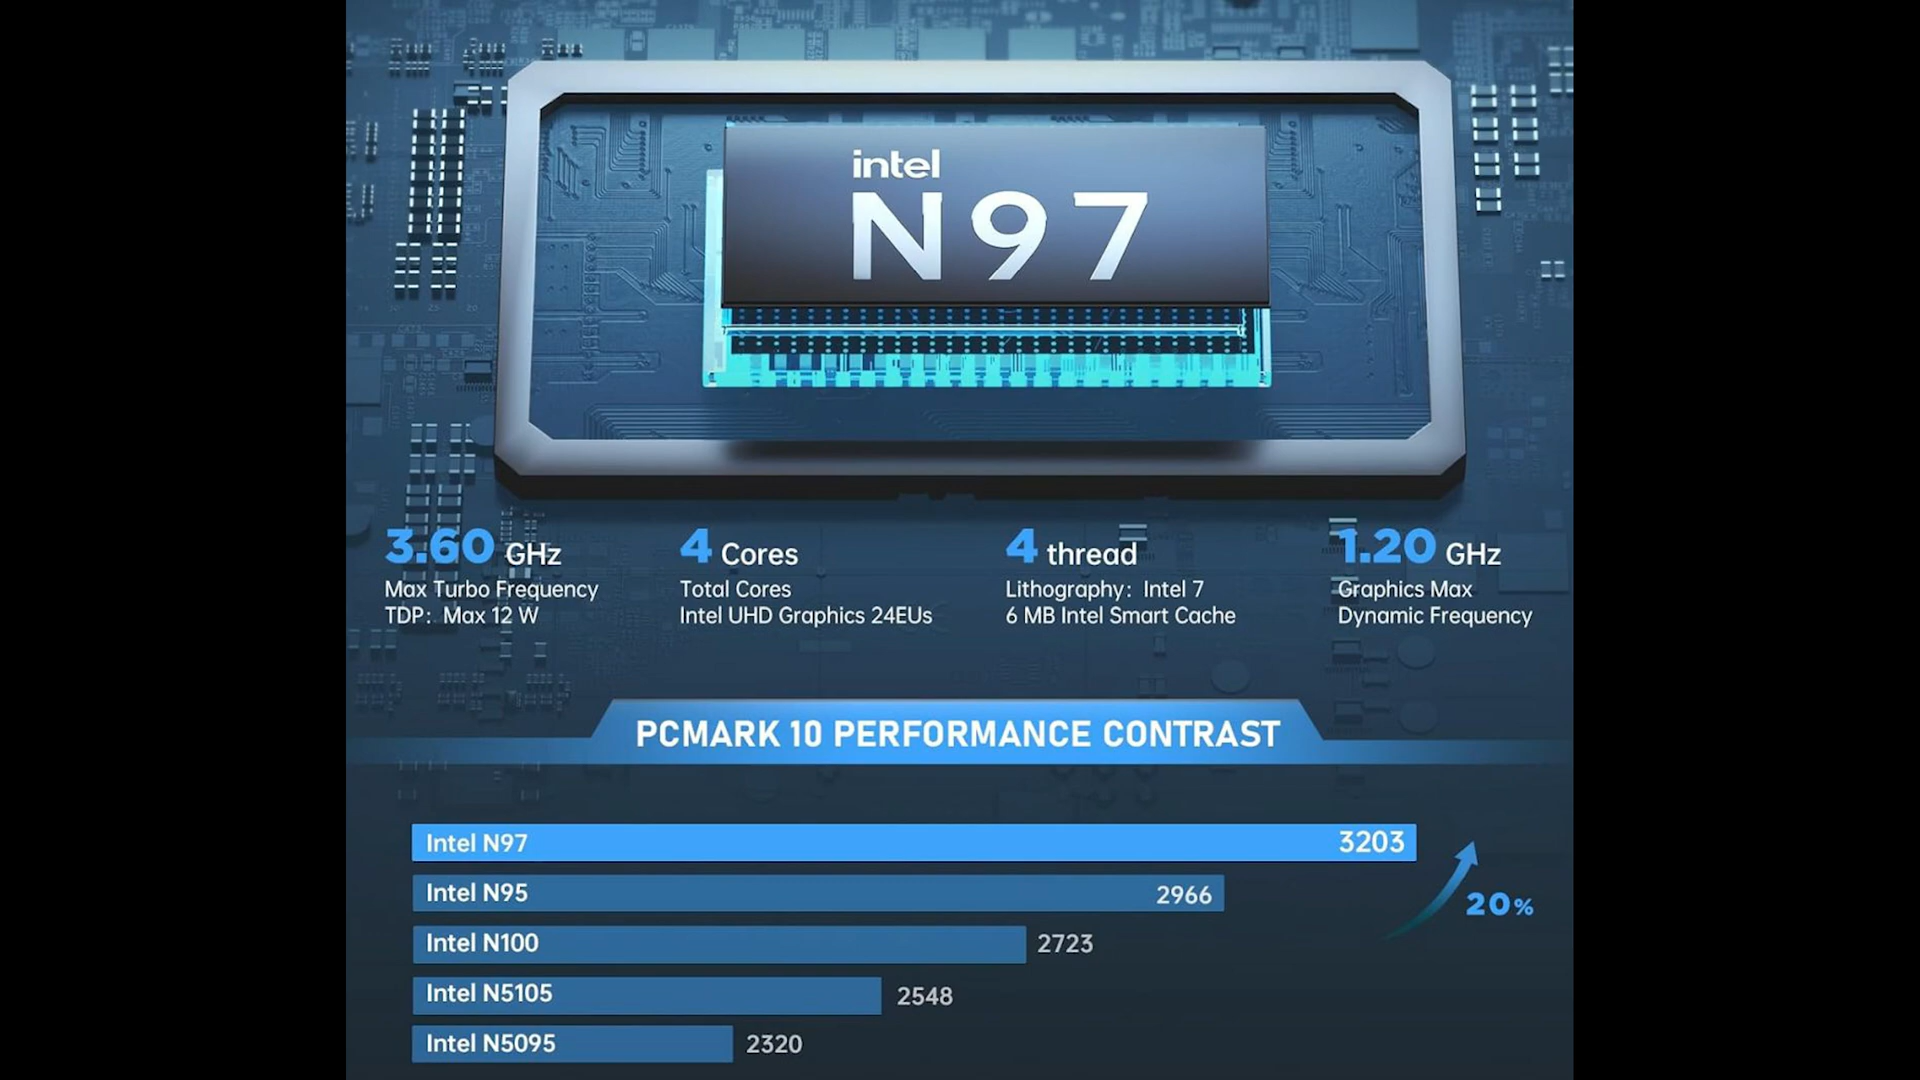 intel
N97
3.60 GHz
Max Turbo Frequency
TDP: Max 12 W
4 Cores
Total Cores
Intel UHD Graphics 24EUs
4 thread
Lithography: Intel 7
6 MB Intel Smart Cache
1.20 GHz
Graphics Max
Dynamic Frequency
PCMARK 10 PERFORMANCE CONTRAST
Intel N97 3203
Intel N95 2966
20%
Intel N100 2723
Intel N5105 2548
Intel N5095 2320